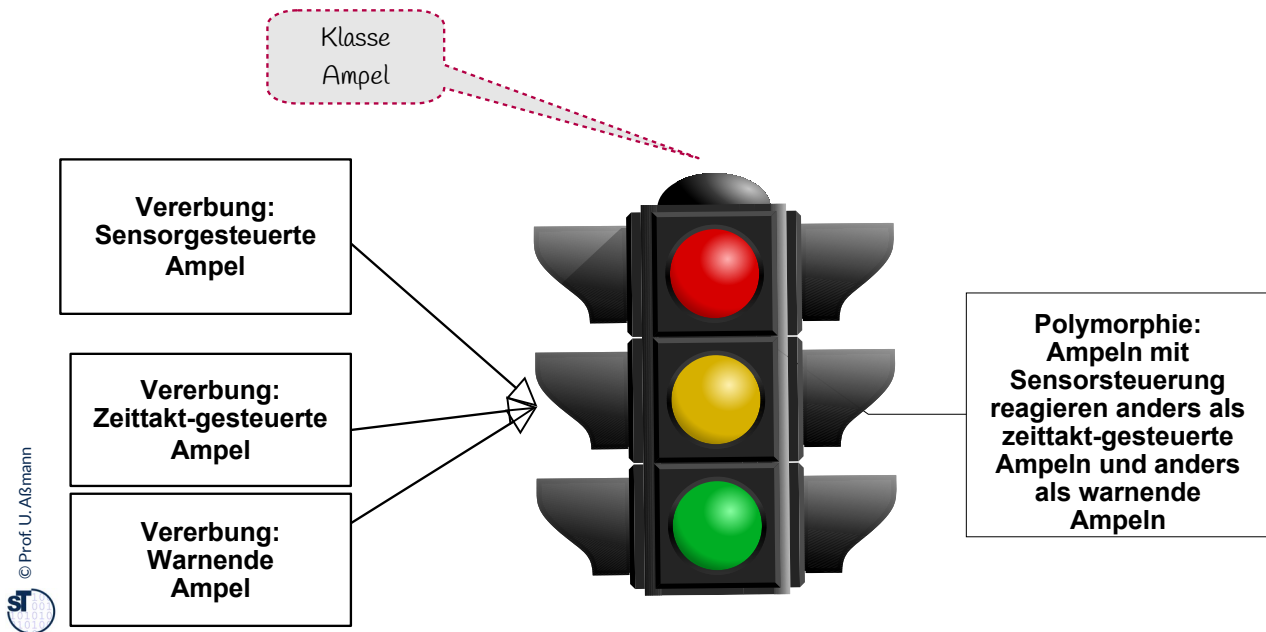 Klasse
Ampel
Vererbung:
Sensorgesteuerte
Ampel
Vererbung:
Zeittakt-gesteuerte
Ampel
Vererbung:
Warnende
Ampel
Polymorphie:
Ampeln mit
Sensorsteuerung
reagieren anders als
zeittakt-gesteuerte
Ampeln und anders
als warnende
Ampeln
© Prof. U. Aßmann
ST